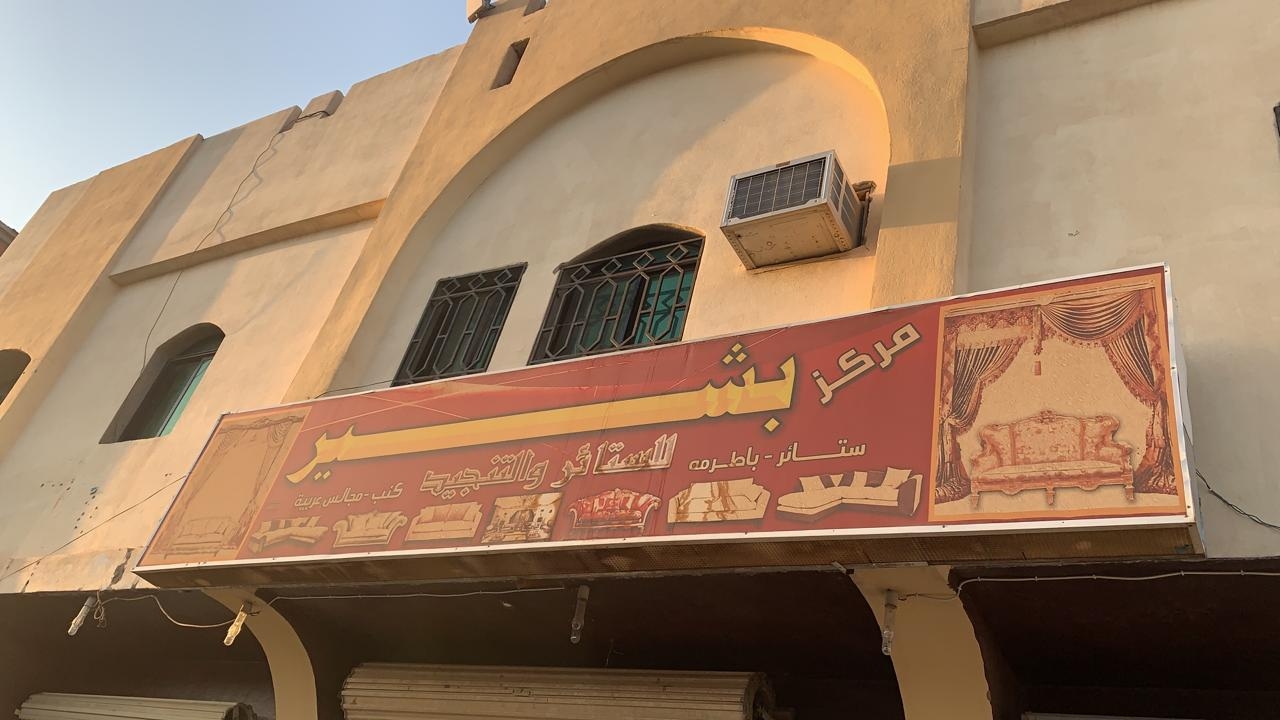 مركز
بشير
للستائر والتنجيد
ستائر - باطرمه
كنب - مجالس عربية